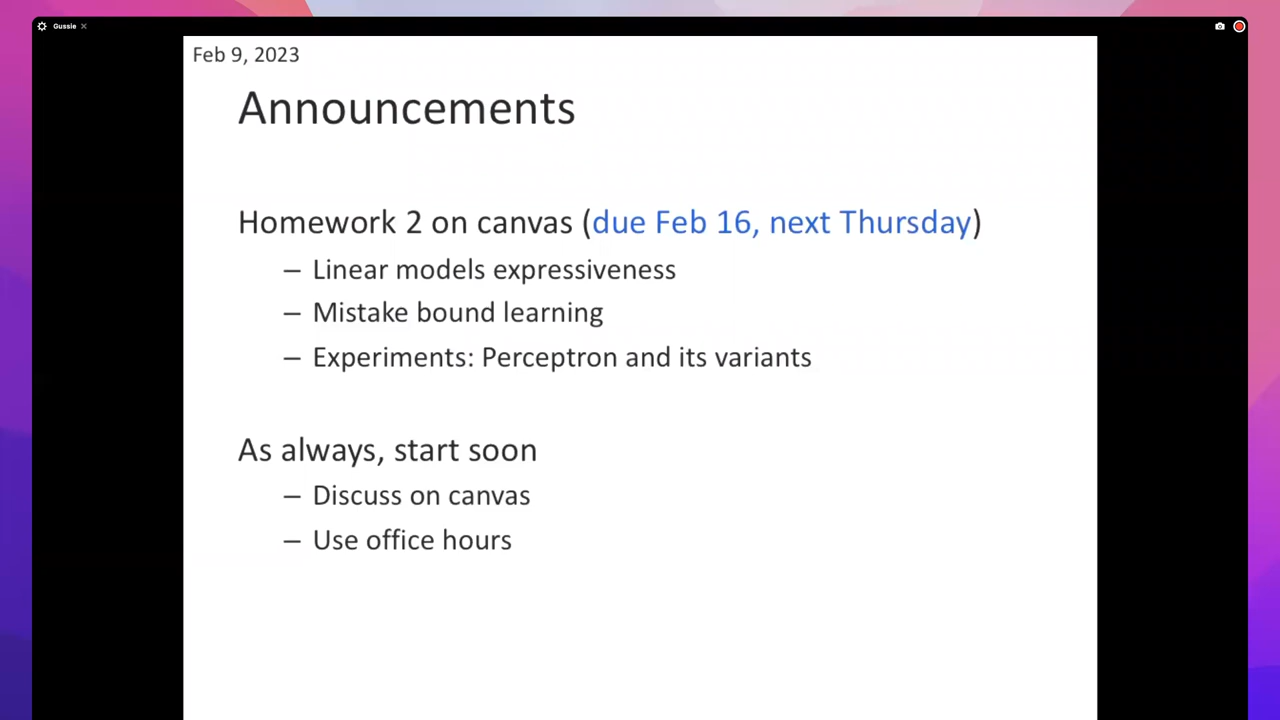 Gussie
Feb 9, 2023
Announcements
Homework 2 on canvas (due Feb 16, next Thursday)
– Linear models expressiveness
– Mistake bound learning
– Experiments: Perceptron and its variants
As always, start soon
– Discuss on canvas
– Use office hours